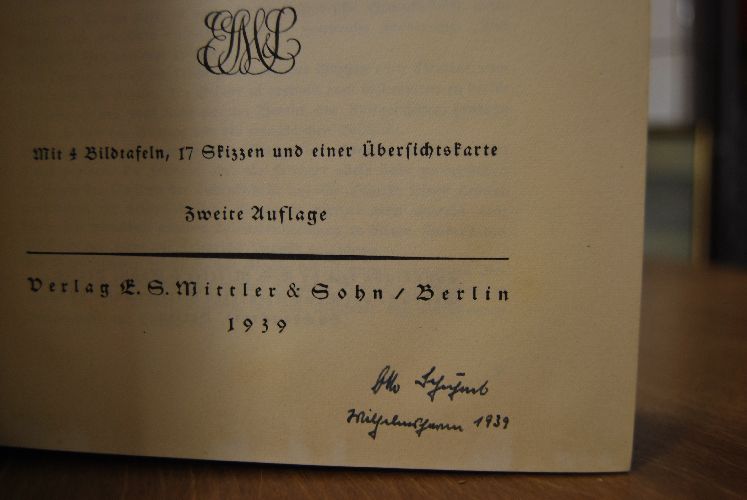 Mit 4 Bildtafeln, 17 Skizzen und einer Übersichtskarte
Zweite Auflage
Verlag E. S. Mittler & Sohn / Berlin
1939
Otto
Wilhelmshaven 1939